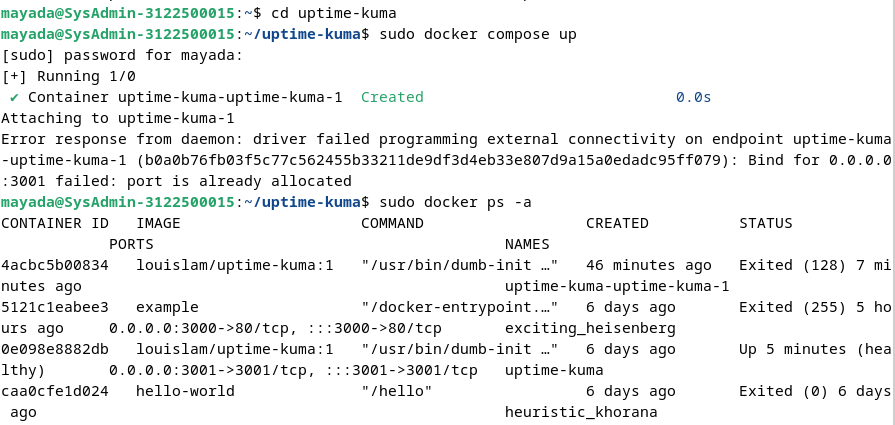 mayada@SysAdmin-3122500015:~$ cd uptime-kuma
mayada@SysAdmin-3122500015:~/uptime-kuma$ sudo docker compose up
[sudo] password for mayada:
[+] Running 1/0
 ✔ Container uptime-kuma-uptime-kuma-1  Created                            0.0s
Attaching to uptime-kuma-1
Error response from daemon: driver failed programming external connectivity on endpoint uptime-kuma
-uptime-kuma-1 (b0a0b76fb03f5c77c562455b33211de9df3d4eb33e807d9a15a0edadc95ff079): Bind for 0.0.0.0
:3001 failed: port is already allocated
mayada@SysAdmin-3122500015:~/uptime-kuma$ sudo docker ps -a
CONTAINER ID   IMAGE                    COMMAND                  CREATED          STATUS
            PORTS                                       NAMES
4acbc5b00834   louislam/uptime-kuma:1   "/usr/bin/dumb-init …"   46 minutes ago   Exited (128) 7 mi
nutes ago                                               uptime-kuma-uptime-kuma-1
5121c1eabee3   example                  "/docker-entrypoint.…"   6 days ago       Exited (255) 5 ho
urs ago     0.0.0.0:3000->80/tcp, :::3000->80/tcp       exciting_heisenberg
0e098e8882db   louislam/uptime-kuma:1   "/usr/bin/dumb-init …"   6 days ago       Up 5 minutes (hea
lthy)       0.0.0.0:3001->3001/tcp, :::3001->3001/tcp   uptime-kuma
caa0cfe1d024   hello-world              "/hello"                 6 days ago       Exited (0) 6 days
 ago                                                    heuristic_khorana